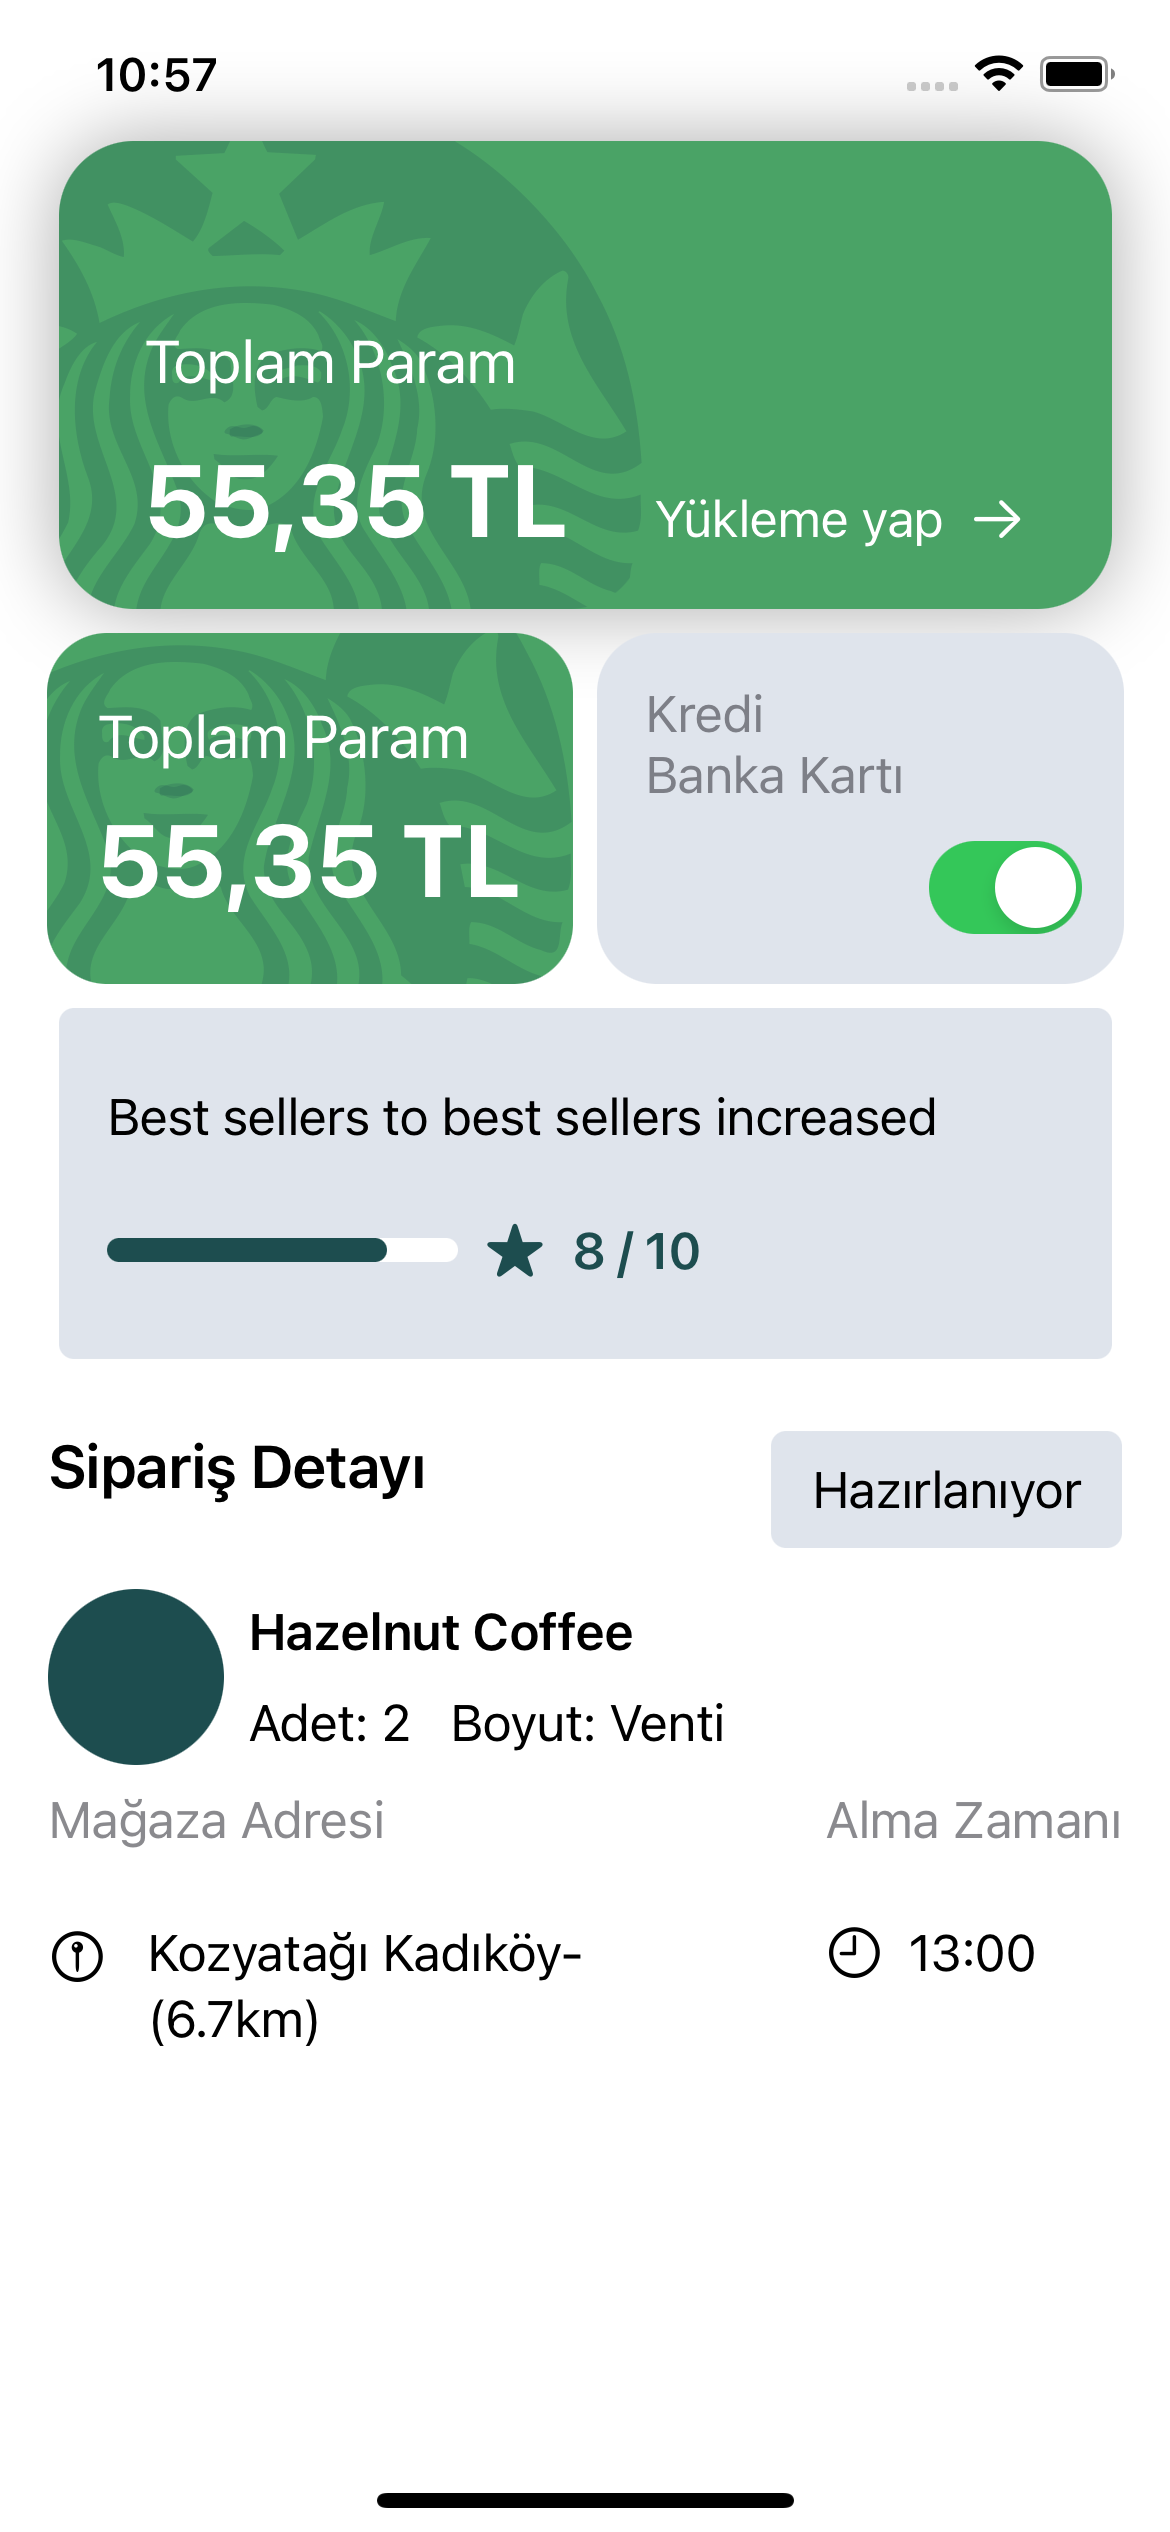 10:57
Toplam Param
55,35 TL
Yükleme yap
Toplam Param
55,35 TL
Kredi
Banka Kartı
Best sellers to best sellers increased
8 / 10
Sipariş Detayı
Hazırlanıyor
Hazelnut Coffee
Adet: 2 Boyut: Venti
Mağaza Adresi
Alma Zamanı
Kozyatağı Kadıköy-
(6.7km)
13:00